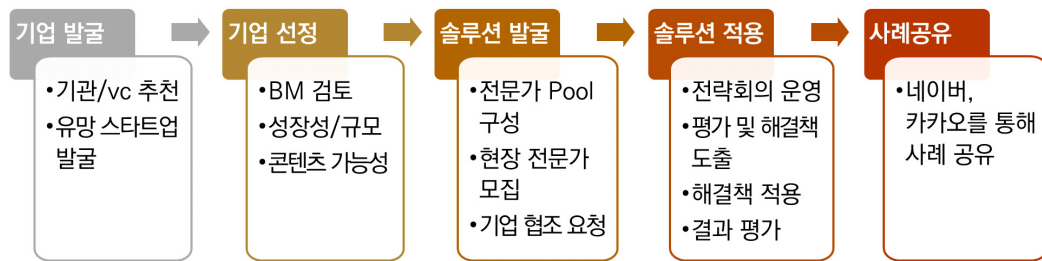 기업 발굴
•기관/vc 추천
•유망 스타트업
발굴
기업 선정
•BM 검토
•성장성/규모
•콘텐츠 가능성
솔루션 발굴
•전문가 Pool
구성
•현장 전문가
모집
•기업 협조 요청
솔루션 적용
•전략회의 운영
•평가 및 해결책
도출
•해결책 적용
•결과 평가
사례공유
•네이버,
카카오를 통해
사례 공유